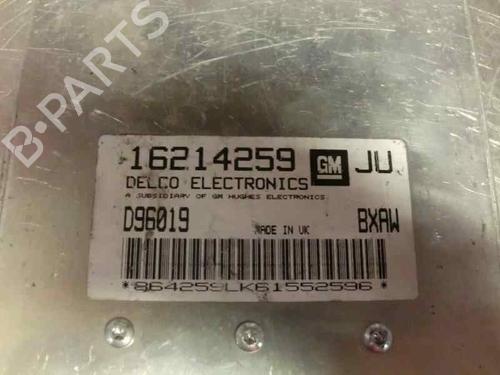 B-PARTS
16214259 GM JU
DELCO ELECTRONICS
A SUBSIDIARY OF GM HUGHES ELECTRONICS
D96019 MADE IN UK BXAW
*864259LK61552596*